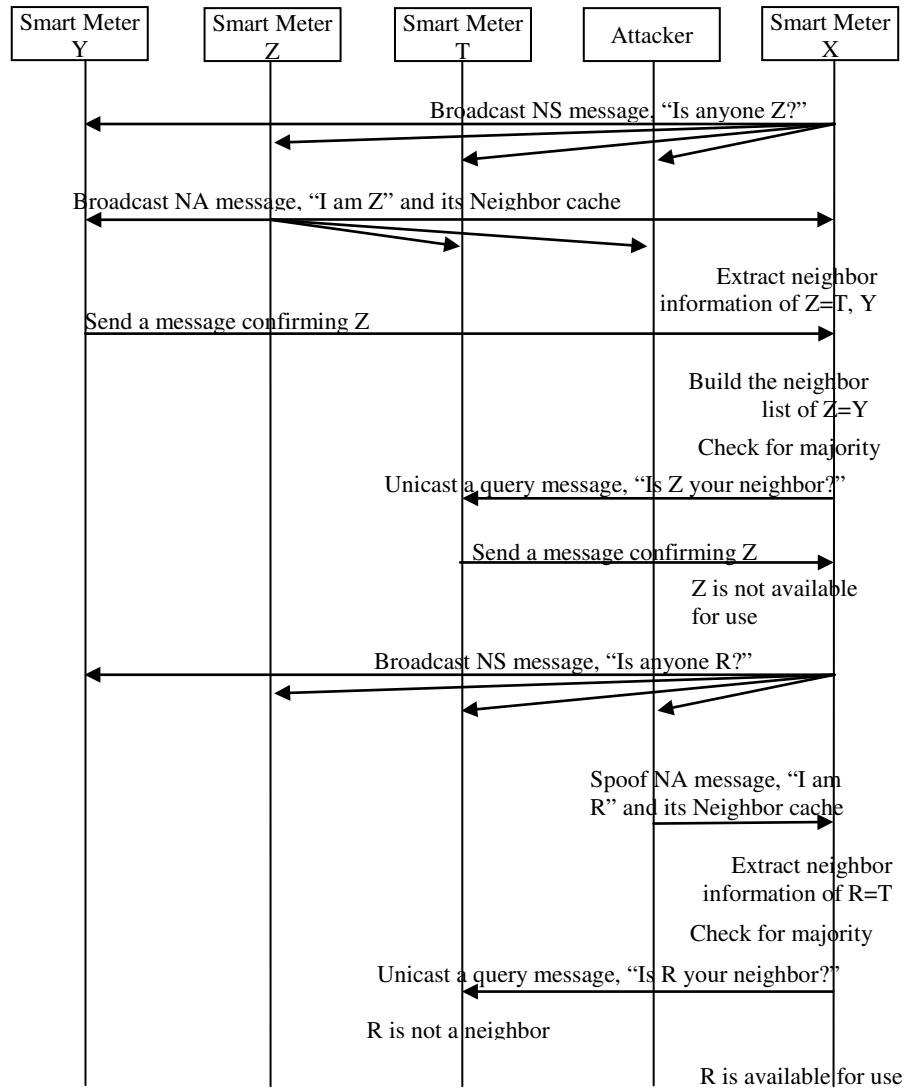 Smart Meter
Y
Smart Meter
Z
Smart Meter
T
Attacker
Smart Meter
X
Broadcast NS message, “Is anyone Z?”
Broadcast NA message, “I am Z” and its Neighbor cache
Extract neighbor
information of Z=T, Y
Send a message confirming Z
Build the neighbor
list of Z=Y
Check for majority
Unicast a query message, “Is Z your neighbor?”
Send a message confirming Z
Z is not available
for use
Broadcast NS message, “Is anyone R?”
Spoof NA message, “I am
R” and its Neighbor cache
Extract neighbor
information of R=T
Check for majority
Unicast a query message, “Is R your neighbor?”
R is not a neighbor
R is available for use